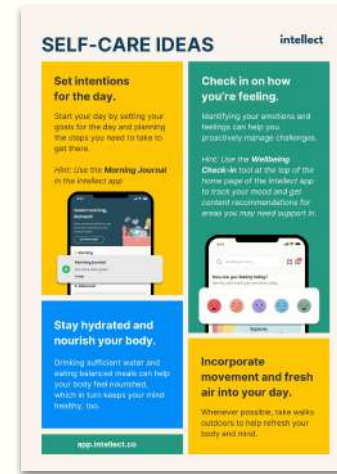 SELF-CARE IDEAS
intellect
Set intentions
for the day.
Start your day by setting your
goals for the day and planning
the steps you need to take to
get there.
Hint: Use the Morning Journal
in the Intellect app
Morning Journal
Check in on how
you're feeling.
Identifying your emotions and
feelings can help you
proactively manage challenges.
Hint: Use the Wellbeing
Check-in tool at the top of the
home page of the Intellect app
to track your mood and get
content recommendations for
areas you may need support in.
How are you feeling today?
Stay hydrated and
nourish your body.
Drinking sufficient water and
eating balanced meals can help
your body feel nourished,
which in turn keeps your mind
healthy, too.
app.intellect.co
Incorporate
movement and fresh
air into your day.
Whenever possible, take walks
outdoors to help refresh your
body and mind.